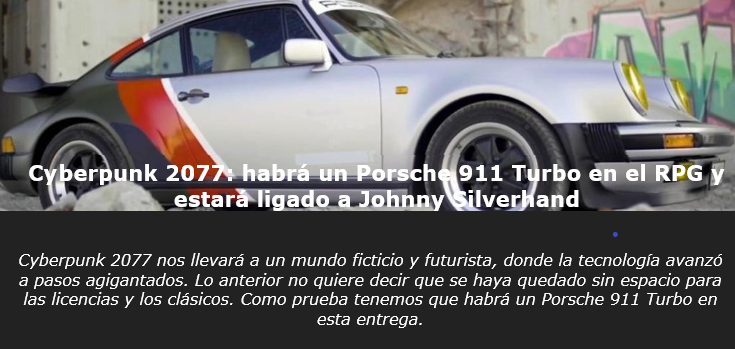 Cyberpunk 2077: habrá un Porsche 911 Turbo en el RPG y
estará ligado a Johnny Silverhand
Cyberpunk 2077 nos llevará a un mundo ficticio y futurista, donde la tecnología avanzó
a pasos agigantados. Lo anterior no quiere decir que se haya quedado sin espacio para
las licencias y los clásicos. Como prueba tenemos que habrá un Porsche 911 Turbo en
esta entrega.